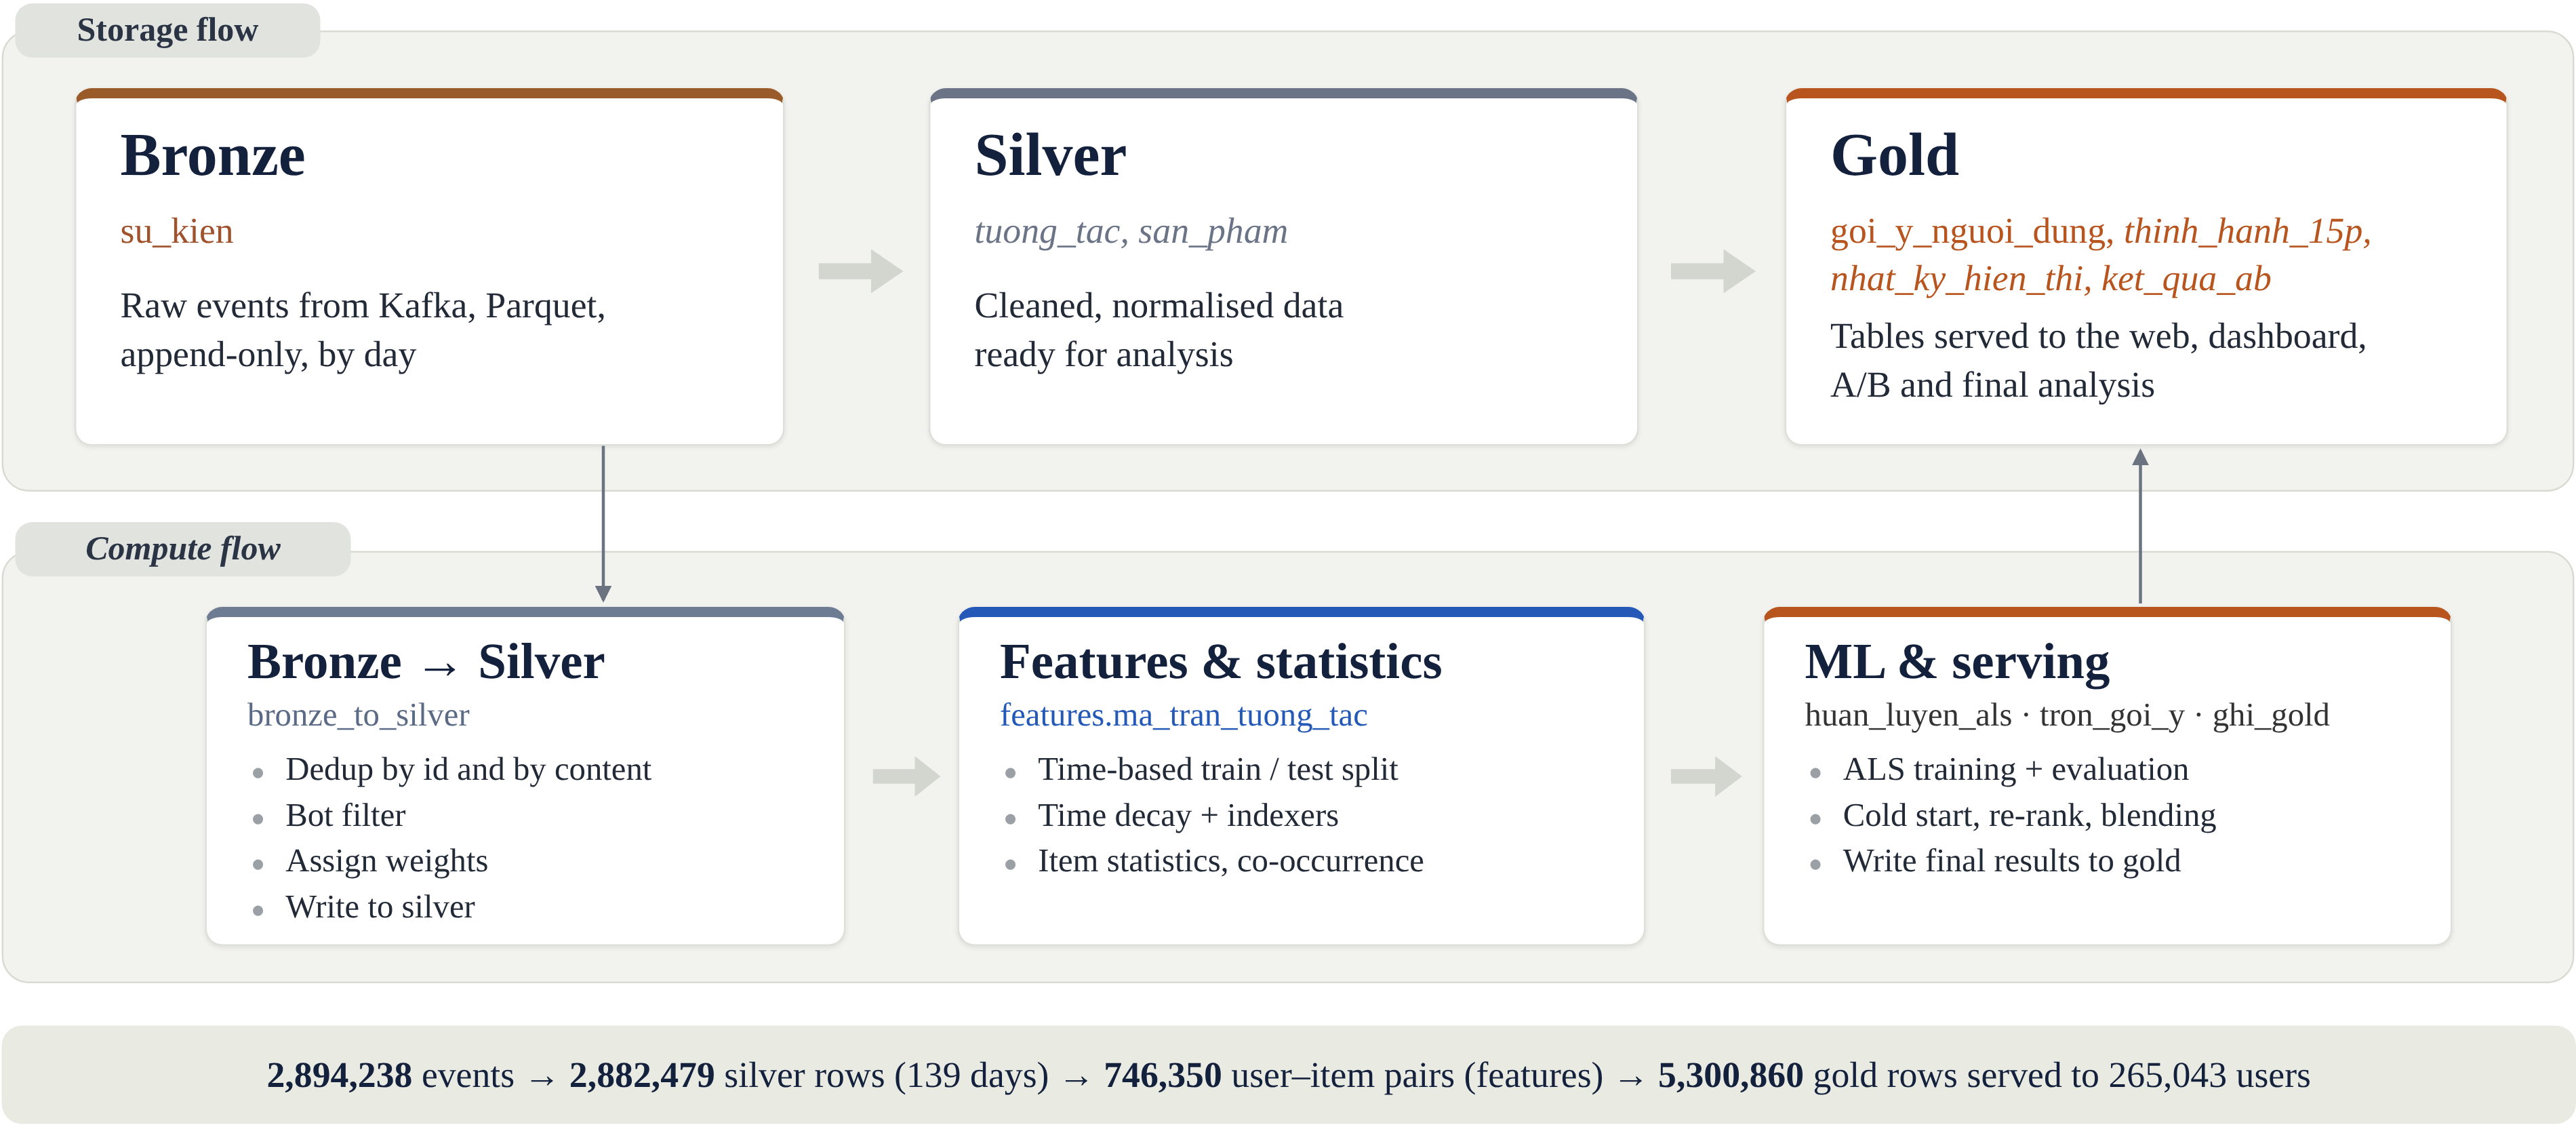 Storage flow
Bronze
su_kien
Raw events from Kafka, Parquet,
append-only, by day
Silver
tuong_tac, san_pham
Cleaned, normalised data
ready for analysis
Gold
goi_y_nguoi_dung, thinh_hanh_15p,
nhat_ky_hien_thi, ket_qua_ab
Tables served to the web, dashboard,
A/B and final analysis
Compute flow
Bronze → Silver
bronze_to_silver
• Dedup by id and by content
• Bot filter
• Assign weights
• Write to silver
Features & statistics
features.ma_tran_tuong_tac
• Time-based train / test split
• Time decay + indexers
• Item statistics, co-occurrence
ML & serving
huan_luyen_als · tron_goi_y · ghi_gold
• ALS training + evaluation
• Cold start, re-rank, blending
• Write final results to gold
2,894,238 events → 2,882,479 silver rows (139 days) → 746,350 user–item pairs (features) → 5,300,860 gold rows served to 265,043 users